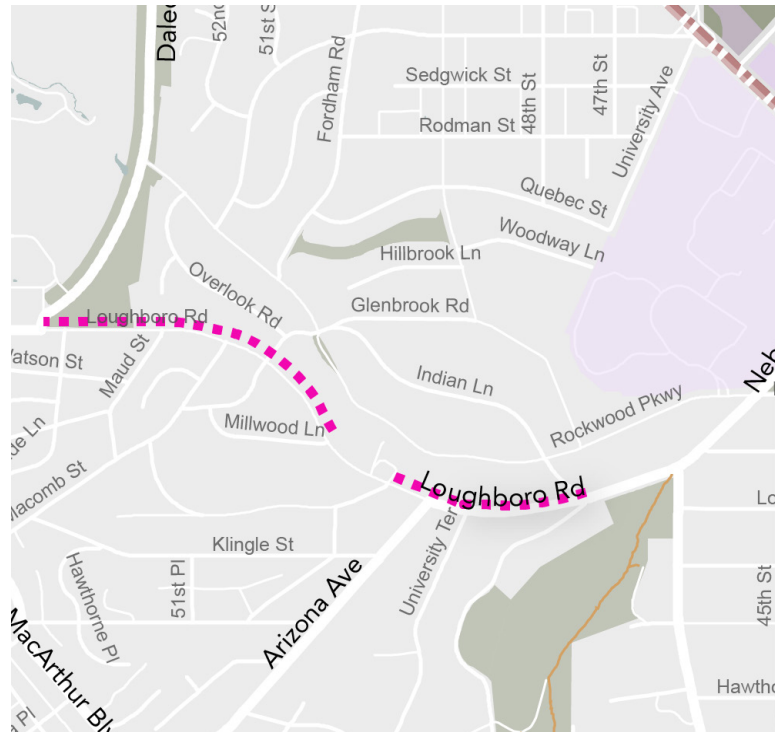 Dalec
52nd
51st S
Fordham Rd
Sedgwick St
48th St
47th St
University Ave
Rodman St
Quebec St
Woodway Ln
Hillbrook Ln
Overlook Rd
Glenbrook Rd
Loughboro Rd
Watson St
Maud St
Indian Ln
Neb
Millwood Ln
Rockwood Pkwy
de Ln
Macomb St
Loughboro Rd
Lo
University Ter
Klingle St
Hawthorne Pl
51st Pl
Arizona Ave
45th St
MacArthur Blv
Hawtho
g Pl